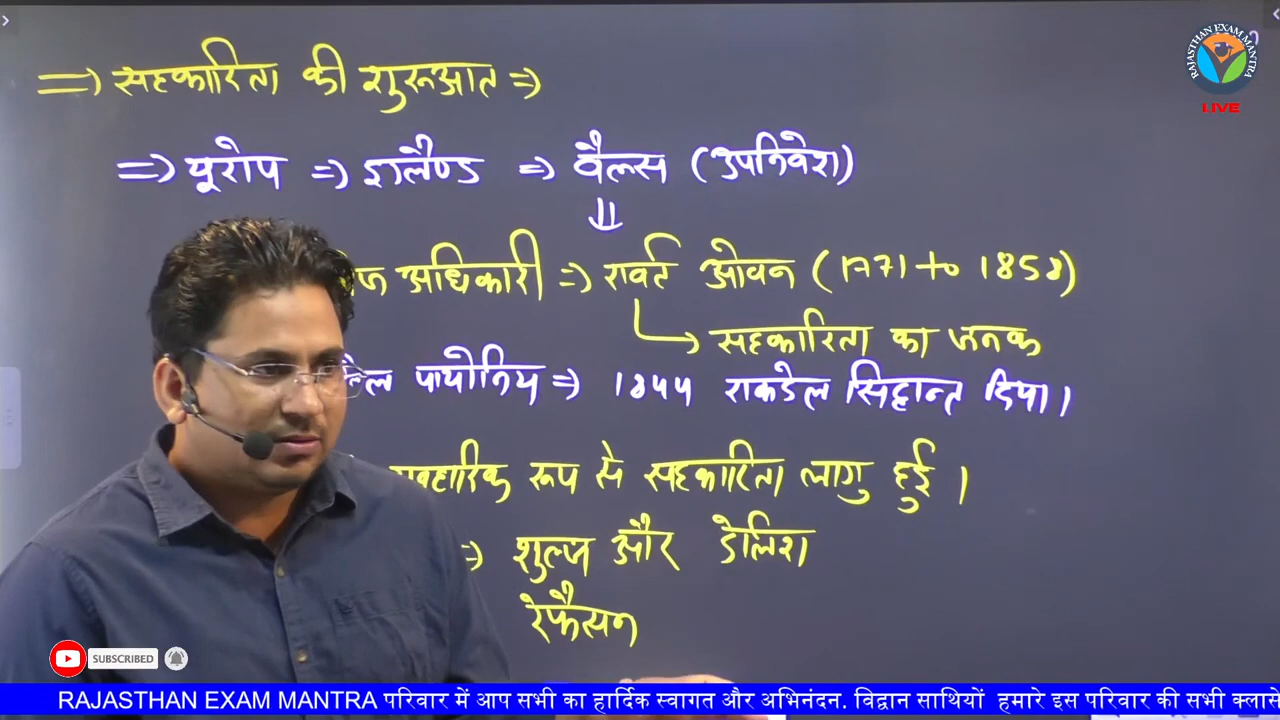 => सहकारिता की शुरूआत =>
=> यूरोप => इंग्लैण्ड => वैल्स (उपनिवेश)
अधिकारी => रार्बट ओवन (1771 to 1858)
सहकारिता का जनक
पायोनिय => 1844 राकडेल सिद्दान्त दिया।
रूप से सहकारिता लागु हुई।
=> शुल्ज और डेलिश
रेफैसन
RAJASTHAN EXAM MANTRA
LIVE
SUBSCRIBED
RAJASTHAN EXAM MANTRA परिवार में आप सभी का हार्दिक स्वागत और अभिनंदन. विद्वान साथियों हमारे इस परिवार की सभी